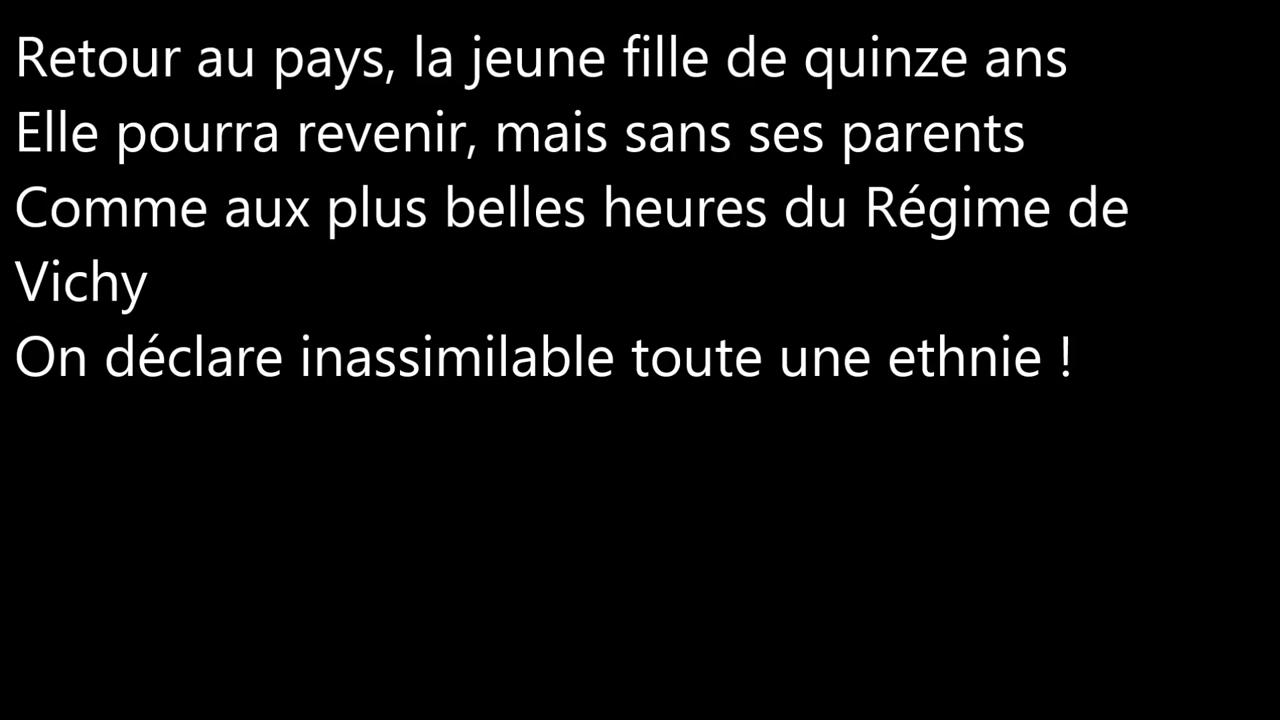 Retour au pays, la jeune fille de quinze ans
Elle pourra revenir, mais sans ses parents
Comme aux plus belles heures du Régime de
Vichy
On déclare inassimilable toute une ethnie !